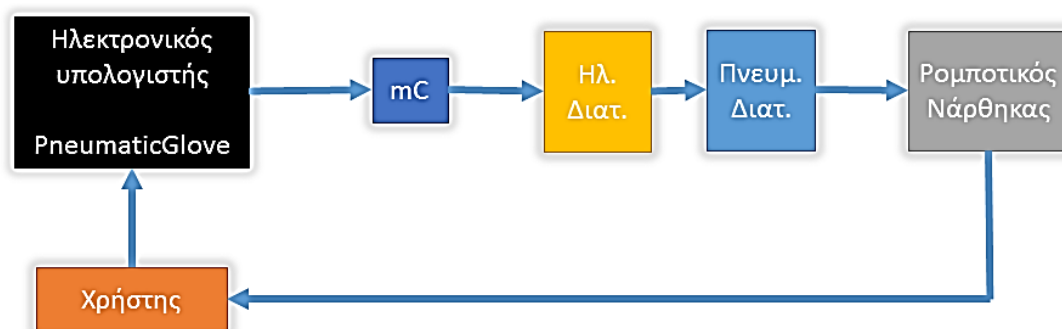 Ηλεκτρονικός
υπολογιστής
PneumaticGlove
mC
Ηλ.
Διατ.
Πνευμ.
Διατ.
Ρομποτικός
Νάρθηκας
Χρήστης